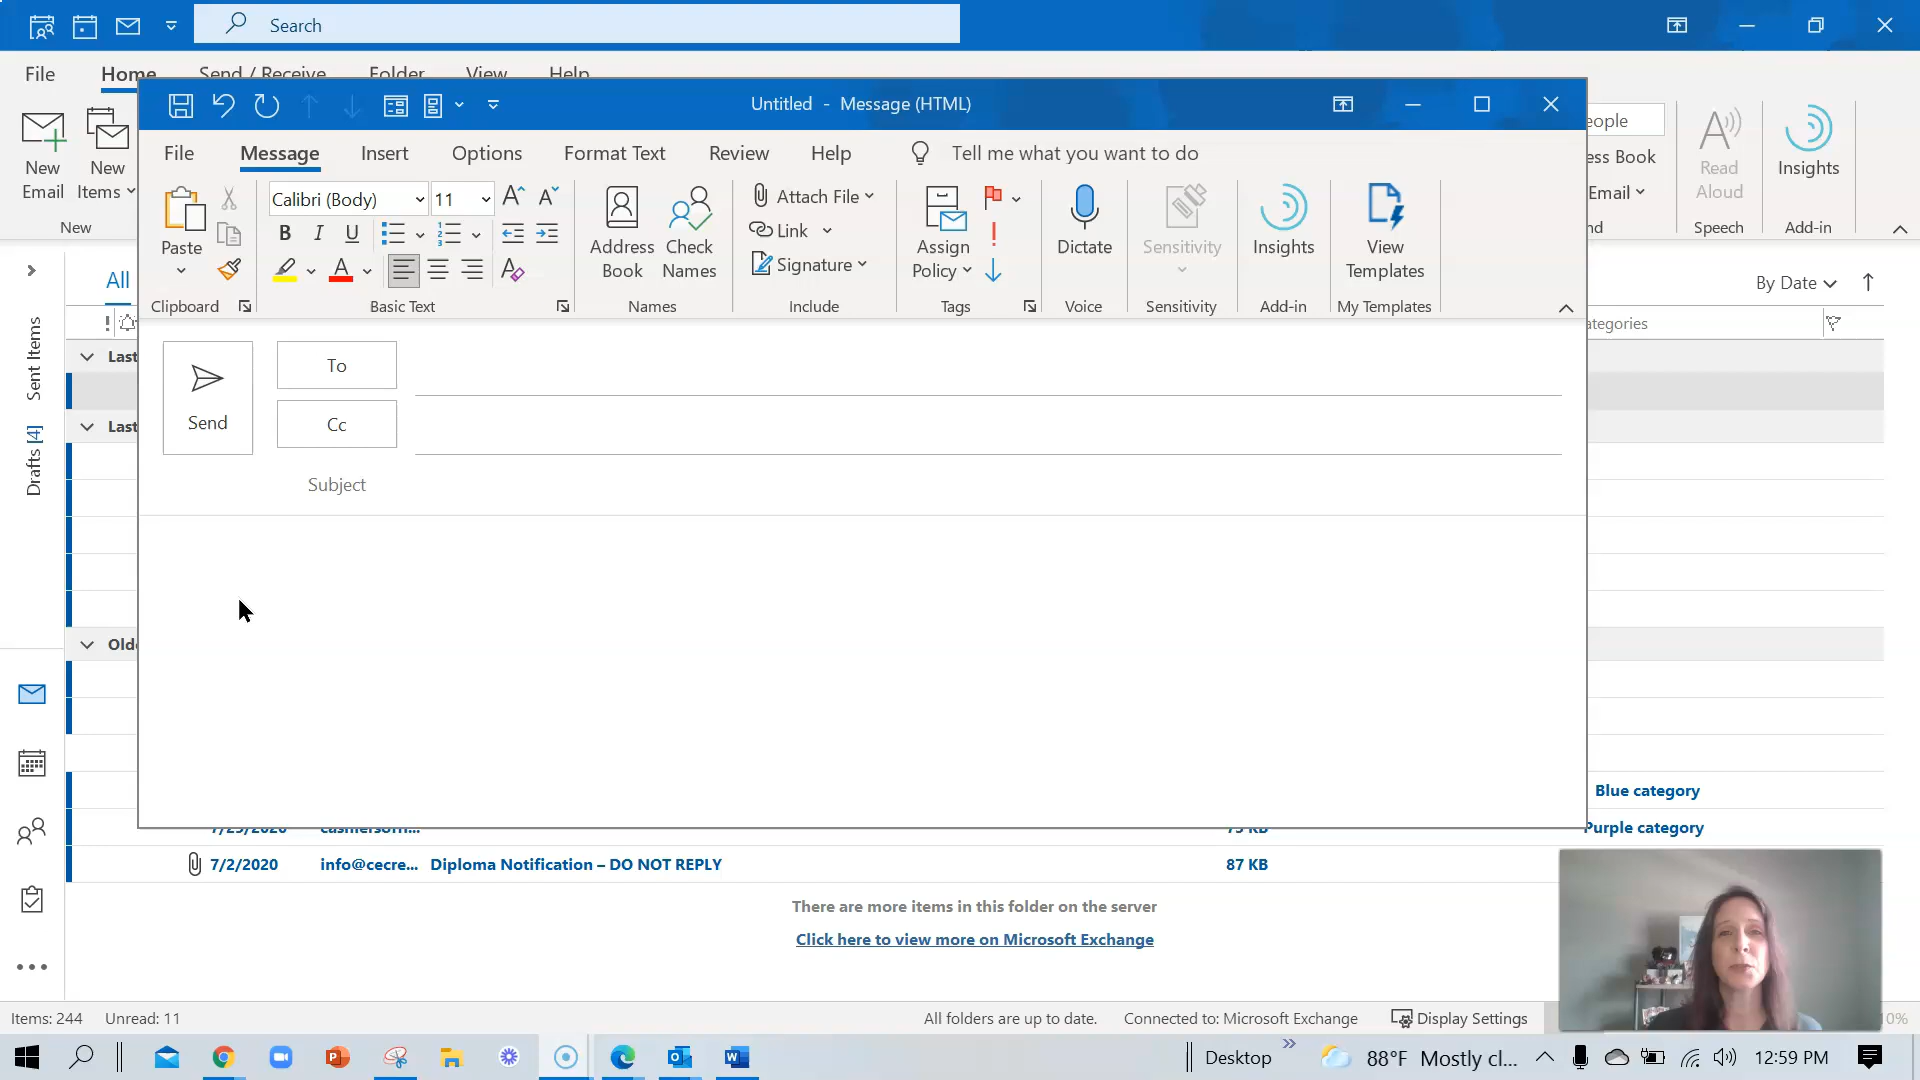 Search
File Home Send / Receive Folder View Help
Untitled - Message (HTML)
File Message Insert Options Format Text Review Help Tell me what you want to do
New
Email
New
Items
New
Paste
Clipboard
Calibri (Body) 11
B I U
A
Basic Text
Address
Book
Check
Names
Names
Attach File
Link
Signature
Include
Assign
Policy
Tags
Dictate
Voice
Sensitivity
Sensitivity
Insights
Add-in
View
Templates
My Templates
eople
ess Book
Email
nd
Read
Aloud
Speech
Insights
Add-in
All
By Date
ategories
Sent Items
Drafts [4]
Last
Last
Olde
Send
To
Cc
Subject
Blue category
73 KB Purple category
7/2/2020 info@cecre... Diploma Notification – DO NOT REPLY 87 KB
There are more items in this folder on the server
Click here to view more on Microsoft Exchange
Items: 244 Unread: 11 All folders are up to date. Connected to: Microsoft Exchange Display Settings 10%
Desktop 88°F Mostly cl... 12:59 PM